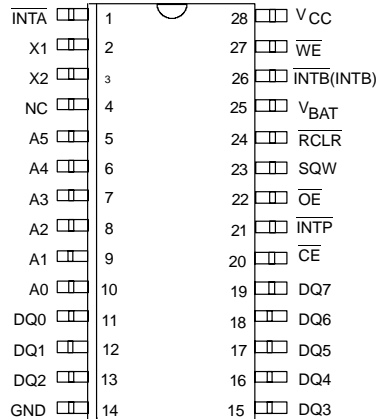 INTA 1 28 VCC
X1 2 27 WE
X2 3 26 INTB(INTB)
NC 4 25 VBAT
A5 5 24 RCLR
A4 6 23 SQW
A3 7 22 OE
A2 8 21 INTP
A1 9 20 CE
A0 10 19 DQ7
DQ0 11 18 DQ6
DQ1 12 17 DQ5
DQ2 13 16 DQ4
GND 14 15 DQ3